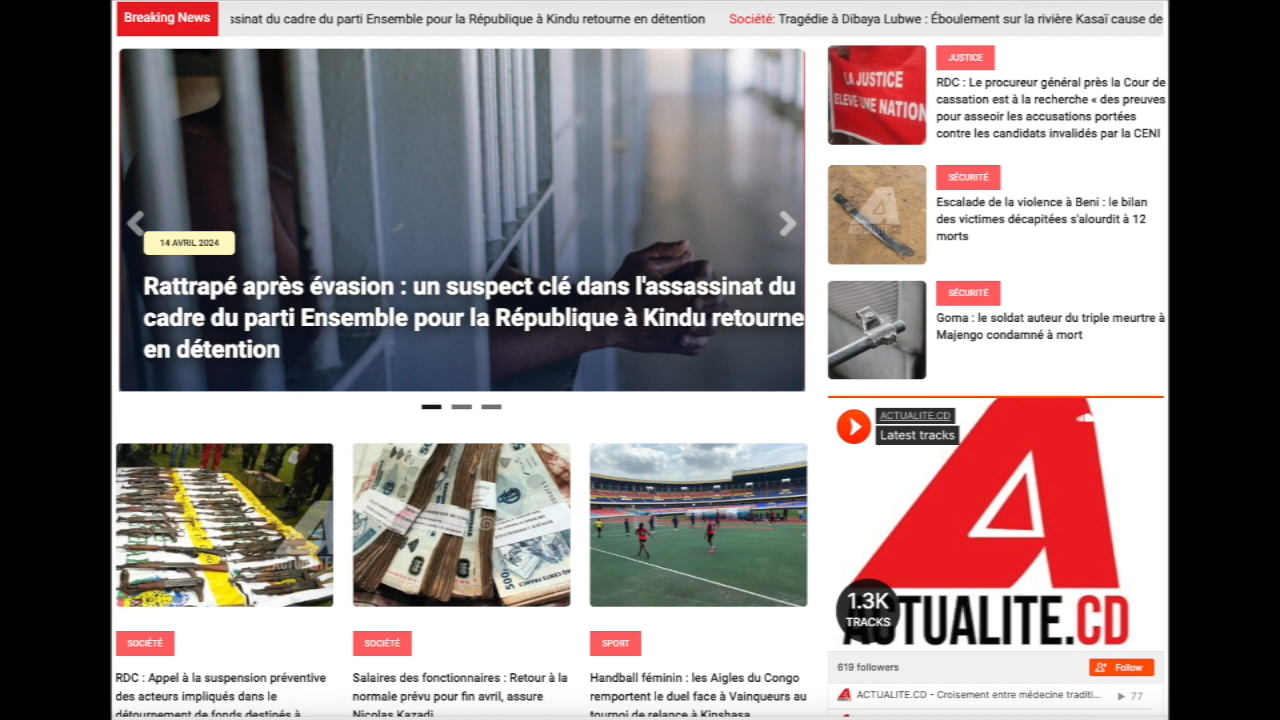 Breaking News
ssinat du cadre du parti Ensemble pour la République à Kindu retourne en détention
Société: Tragédie à Dibaya Lubwe : Éboulement sur la rivière Kasaï cause de
14 AVRIL 2024
Rattrapé après évasion : un suspect clé dans l'assassinat du
cadre du parti Ensemble pour la République à Kindu retourne
en détention
LA JUSTICE
ELEVE UNE NATION
JUSTICE
RDC : Le procureur général près la Cour de
cassation est à la recherche « des preuves
pour asseoir les accusations portées
contre les candidats invalidés par la CENI
SÉCURITÉ
Escalade de la violence à Beni : le bilan
des victimes décapitées s'alourdit à 12
morts
SÉCURITÉ
Goma : le soldat auteur du triple meurtre à
Majengo condamné à mort
ACTUALITE.CD
Latest tracks
1.3K
TRACKS
ACTUALITE.CD
619 followers
Follow
ACTUALITE.CD - Croisement entre médecine traditi...
77
SOCIÉTÉ
RDC : Appel à la suspension préventive
des acteurs impliqués dans le
détournement de fonds destinés à
SOCIÉTÉ
Salaires des fonctionnaires : Retour à la
normale prévu pour fin avril, assure
Nicolas Kazadi
SPORT
Handball féminin : les Aigles du Congo
remportent le duel face à Vainqueurs au
tournoi de relance à Kinshasa